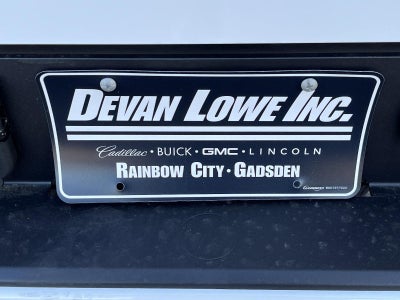 DEVAN LOWE INC.
Cadillac • BUICK • GMC • LINCOLN
RAINBOW CITY • GADSDEN